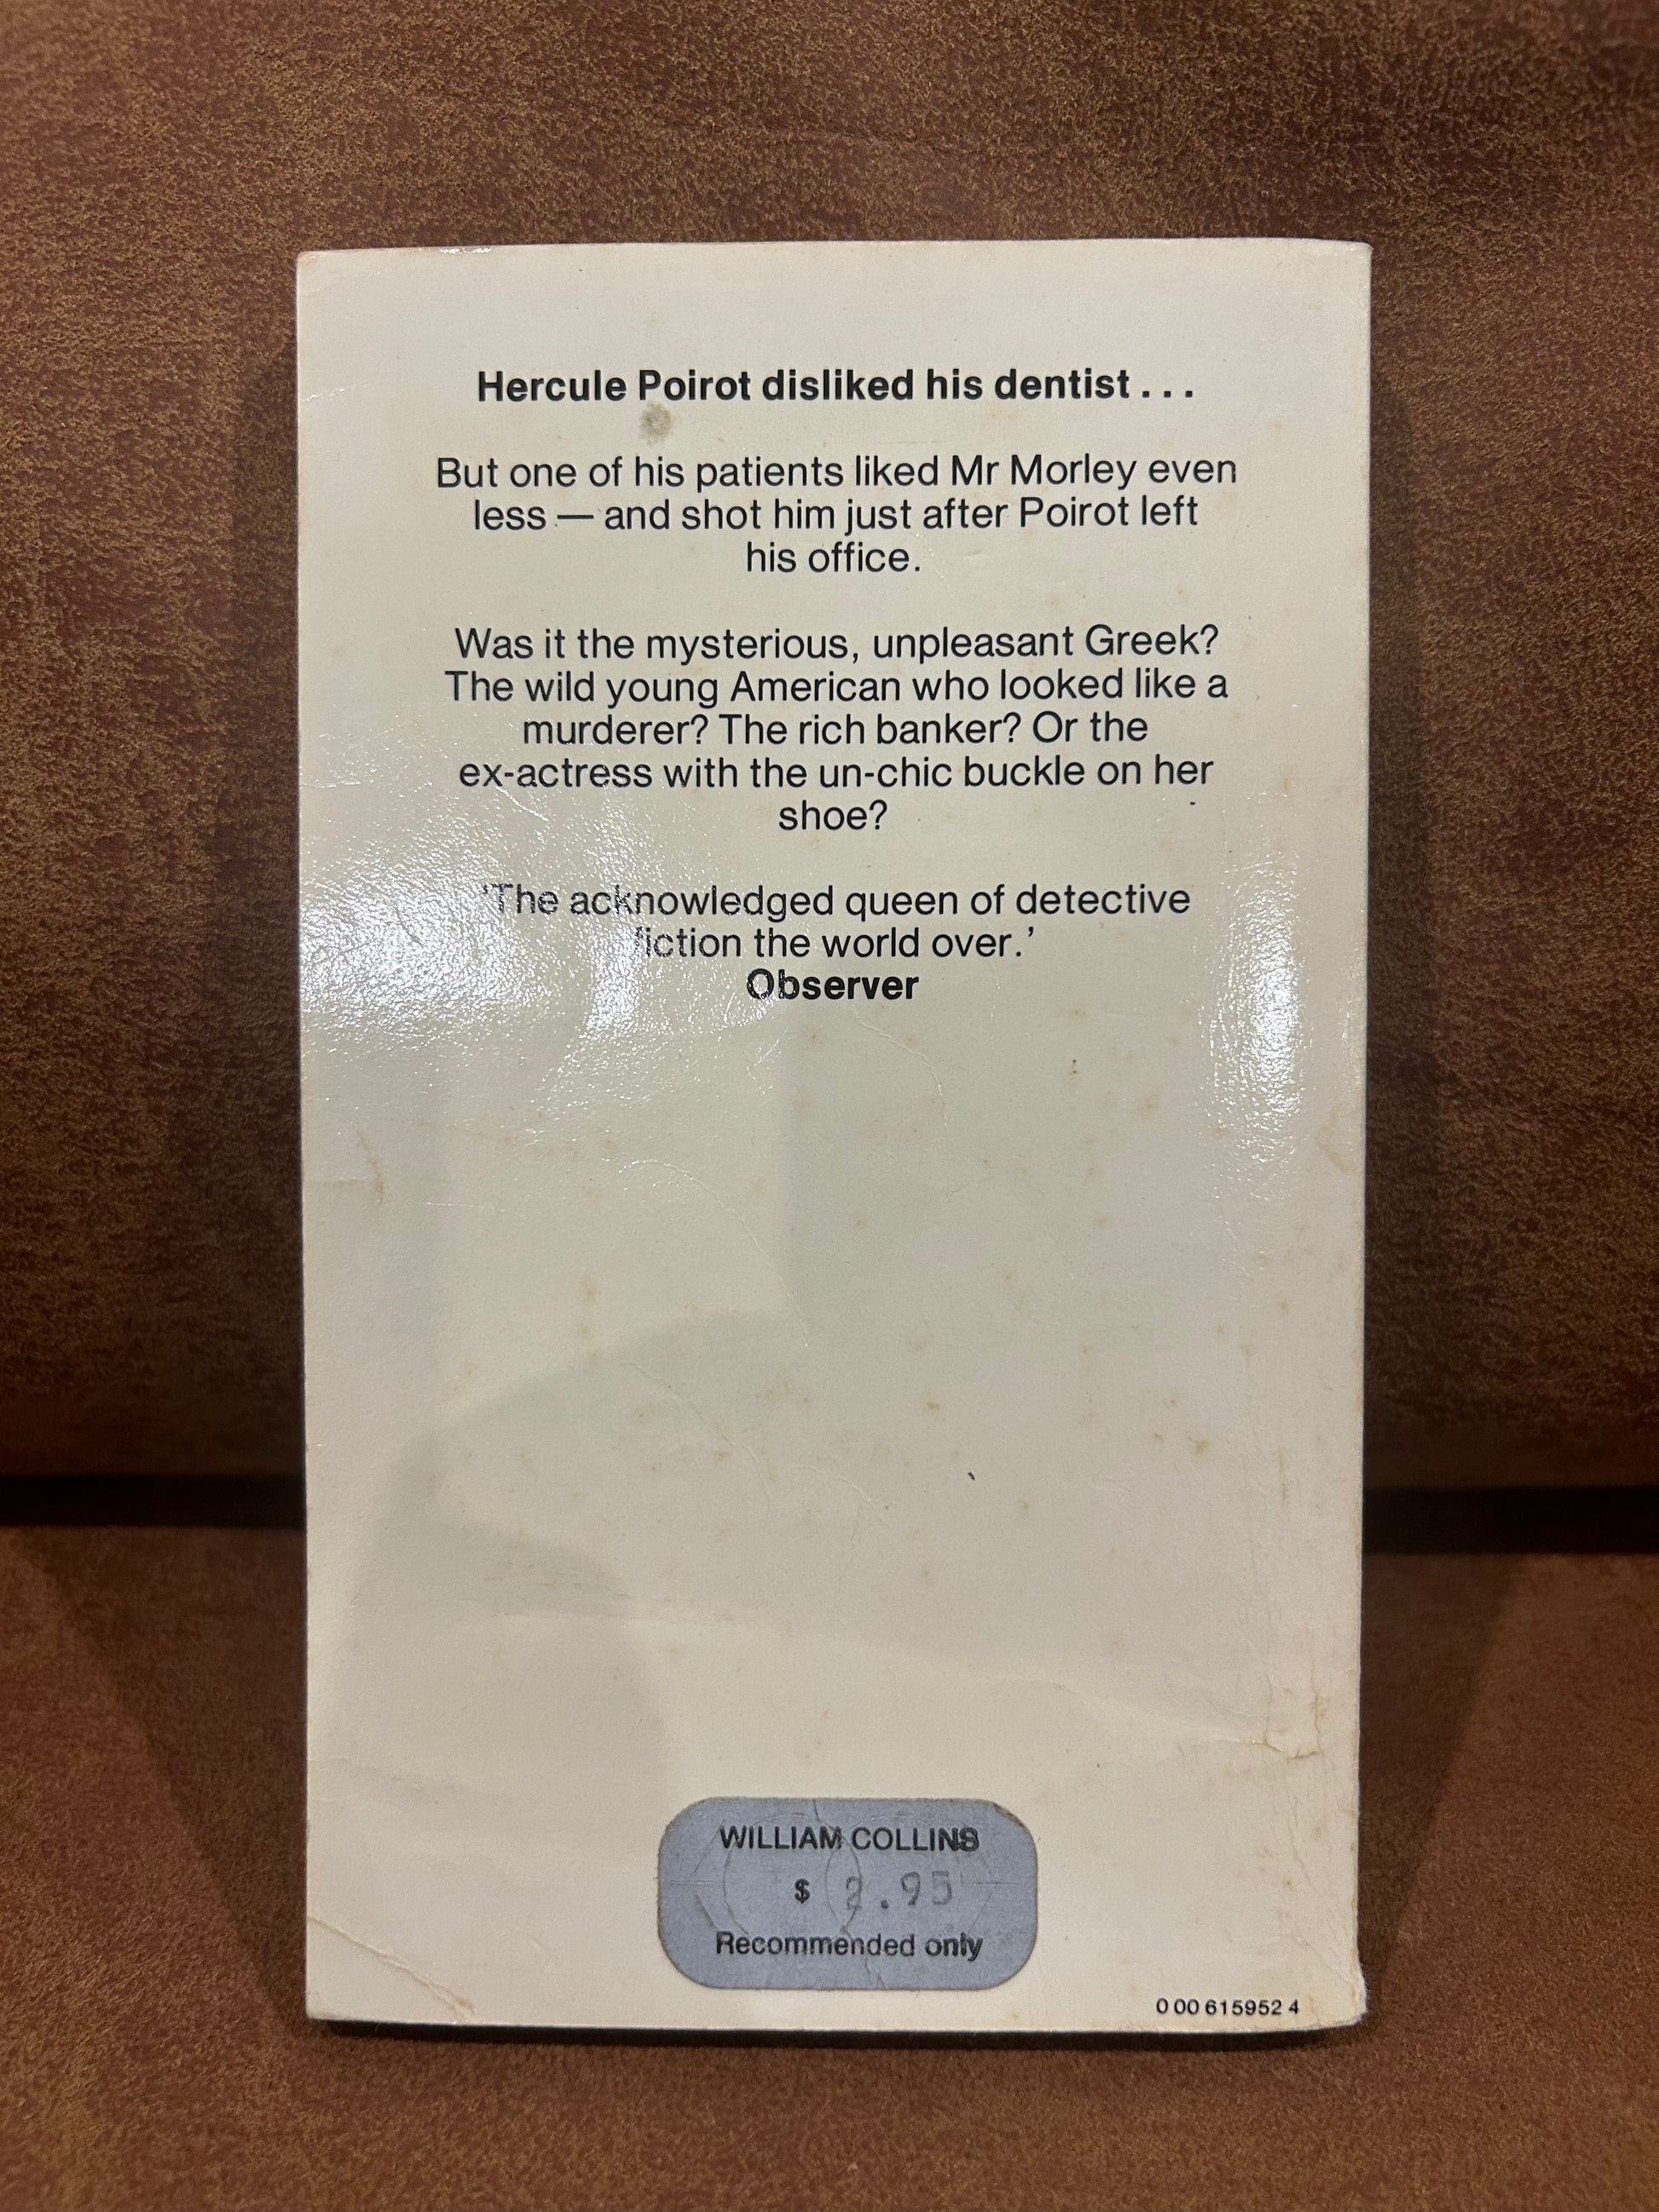 Hercule Poirot disliked his dentist . . .
But one of his patients liked Mr Morley even
less — and shot him just after Poirot left
his office.
Was it the mysterious, unpleasant Greek?
The wild young American who looked like a
murderer? The rich banker? Or the
ex-actress with the un-chic buckle on her
shoe?
‘The acknowledged queen of detective
fiction the world over.’
Observer
WILLIAM COLLINS
$ 2.95
Recommended only
0 00 615952 4